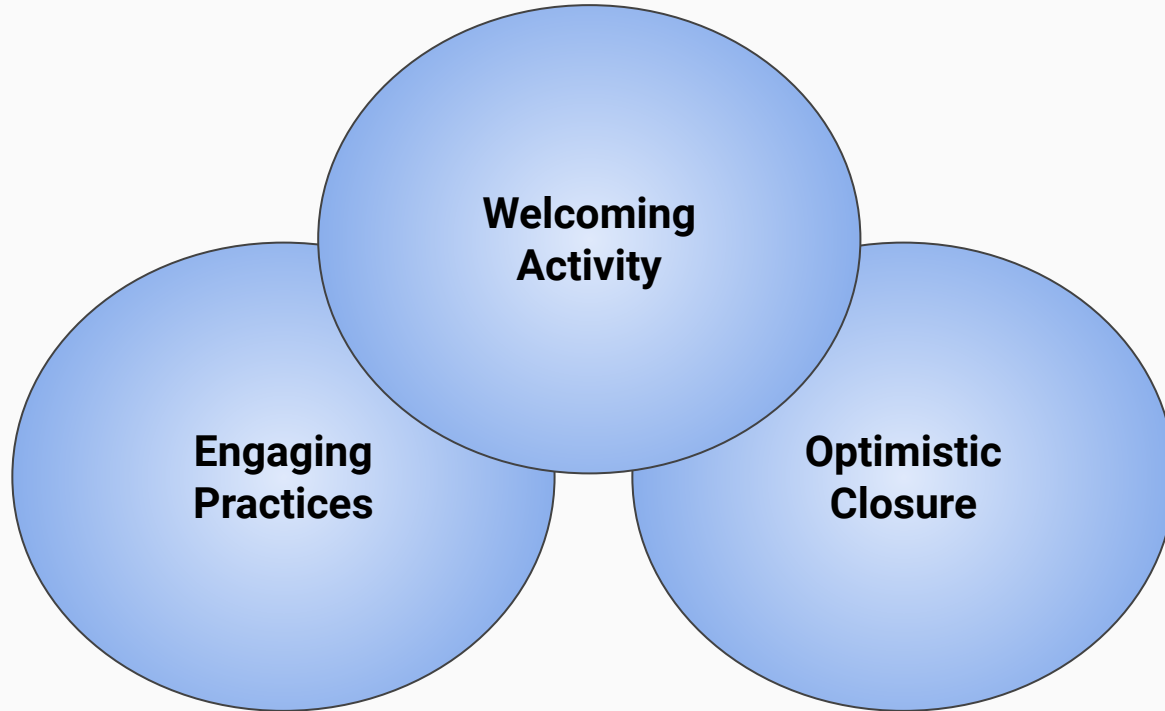 Welcoming
Activity
Engaging
Practices
Optimistic
Closure